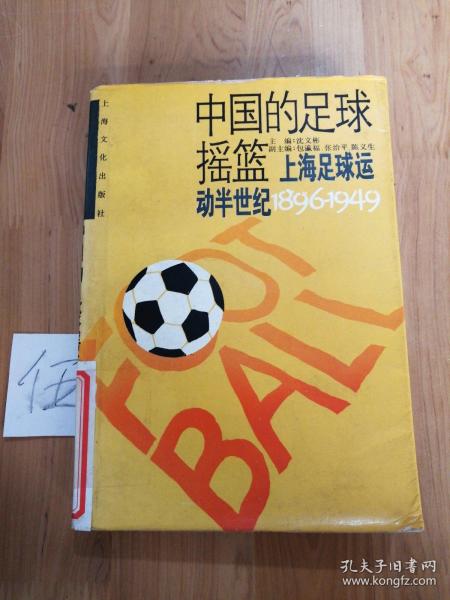 上海文化出版社
中国的足球
摇篮
主 编:沈文彬
副主编:包瀛福 张治平 陈义生
上海足球运
动半世纪1896-1949
FOOT
BALL
伍
孔夫子旧书网
www.kongfz.com